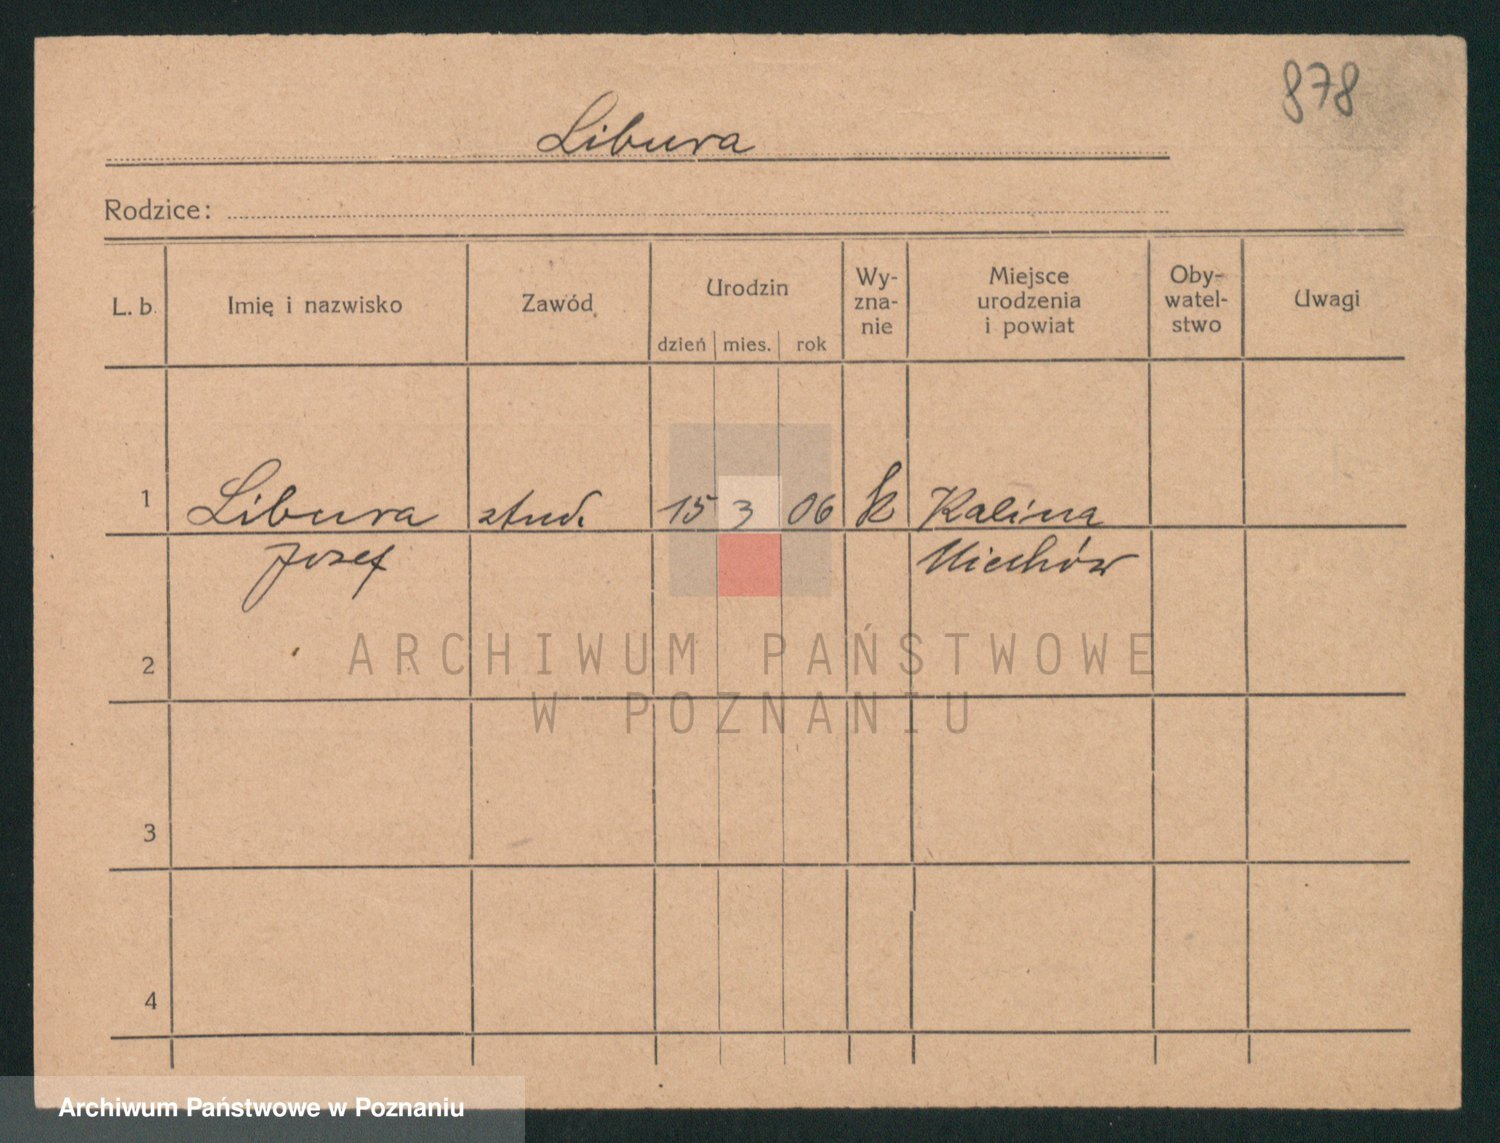 878
Libura
Rodzice:
L. b. Imię i nazwisko Zawód Urodzin Wy-zna-nie Miejsce urodzenia i powiat Oby-watel-stwo Uwagi
dzień mies. rok
1 Libura stud. 15 3 06 k Kalina
Josef Miechów
2
ARCHIWUM PAŃSTWOWE
W POZNANIU
3
4
Archiwum Państwowe w Poznaniu